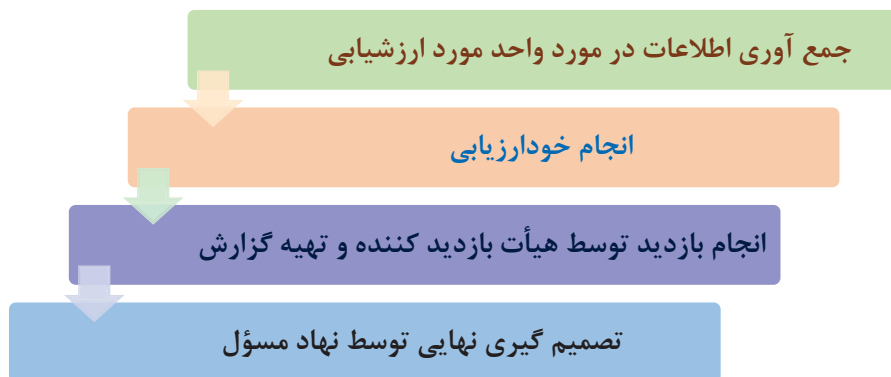 جمع آوری اطلاعات در مورد واحد مورد ارزشیابی
انجام خودارزیابی
انجام بازدید توسط هیأت بازدید کننده و تهیه گزارش
تصمیم گیری نهایی توسط نهاد مسؤل